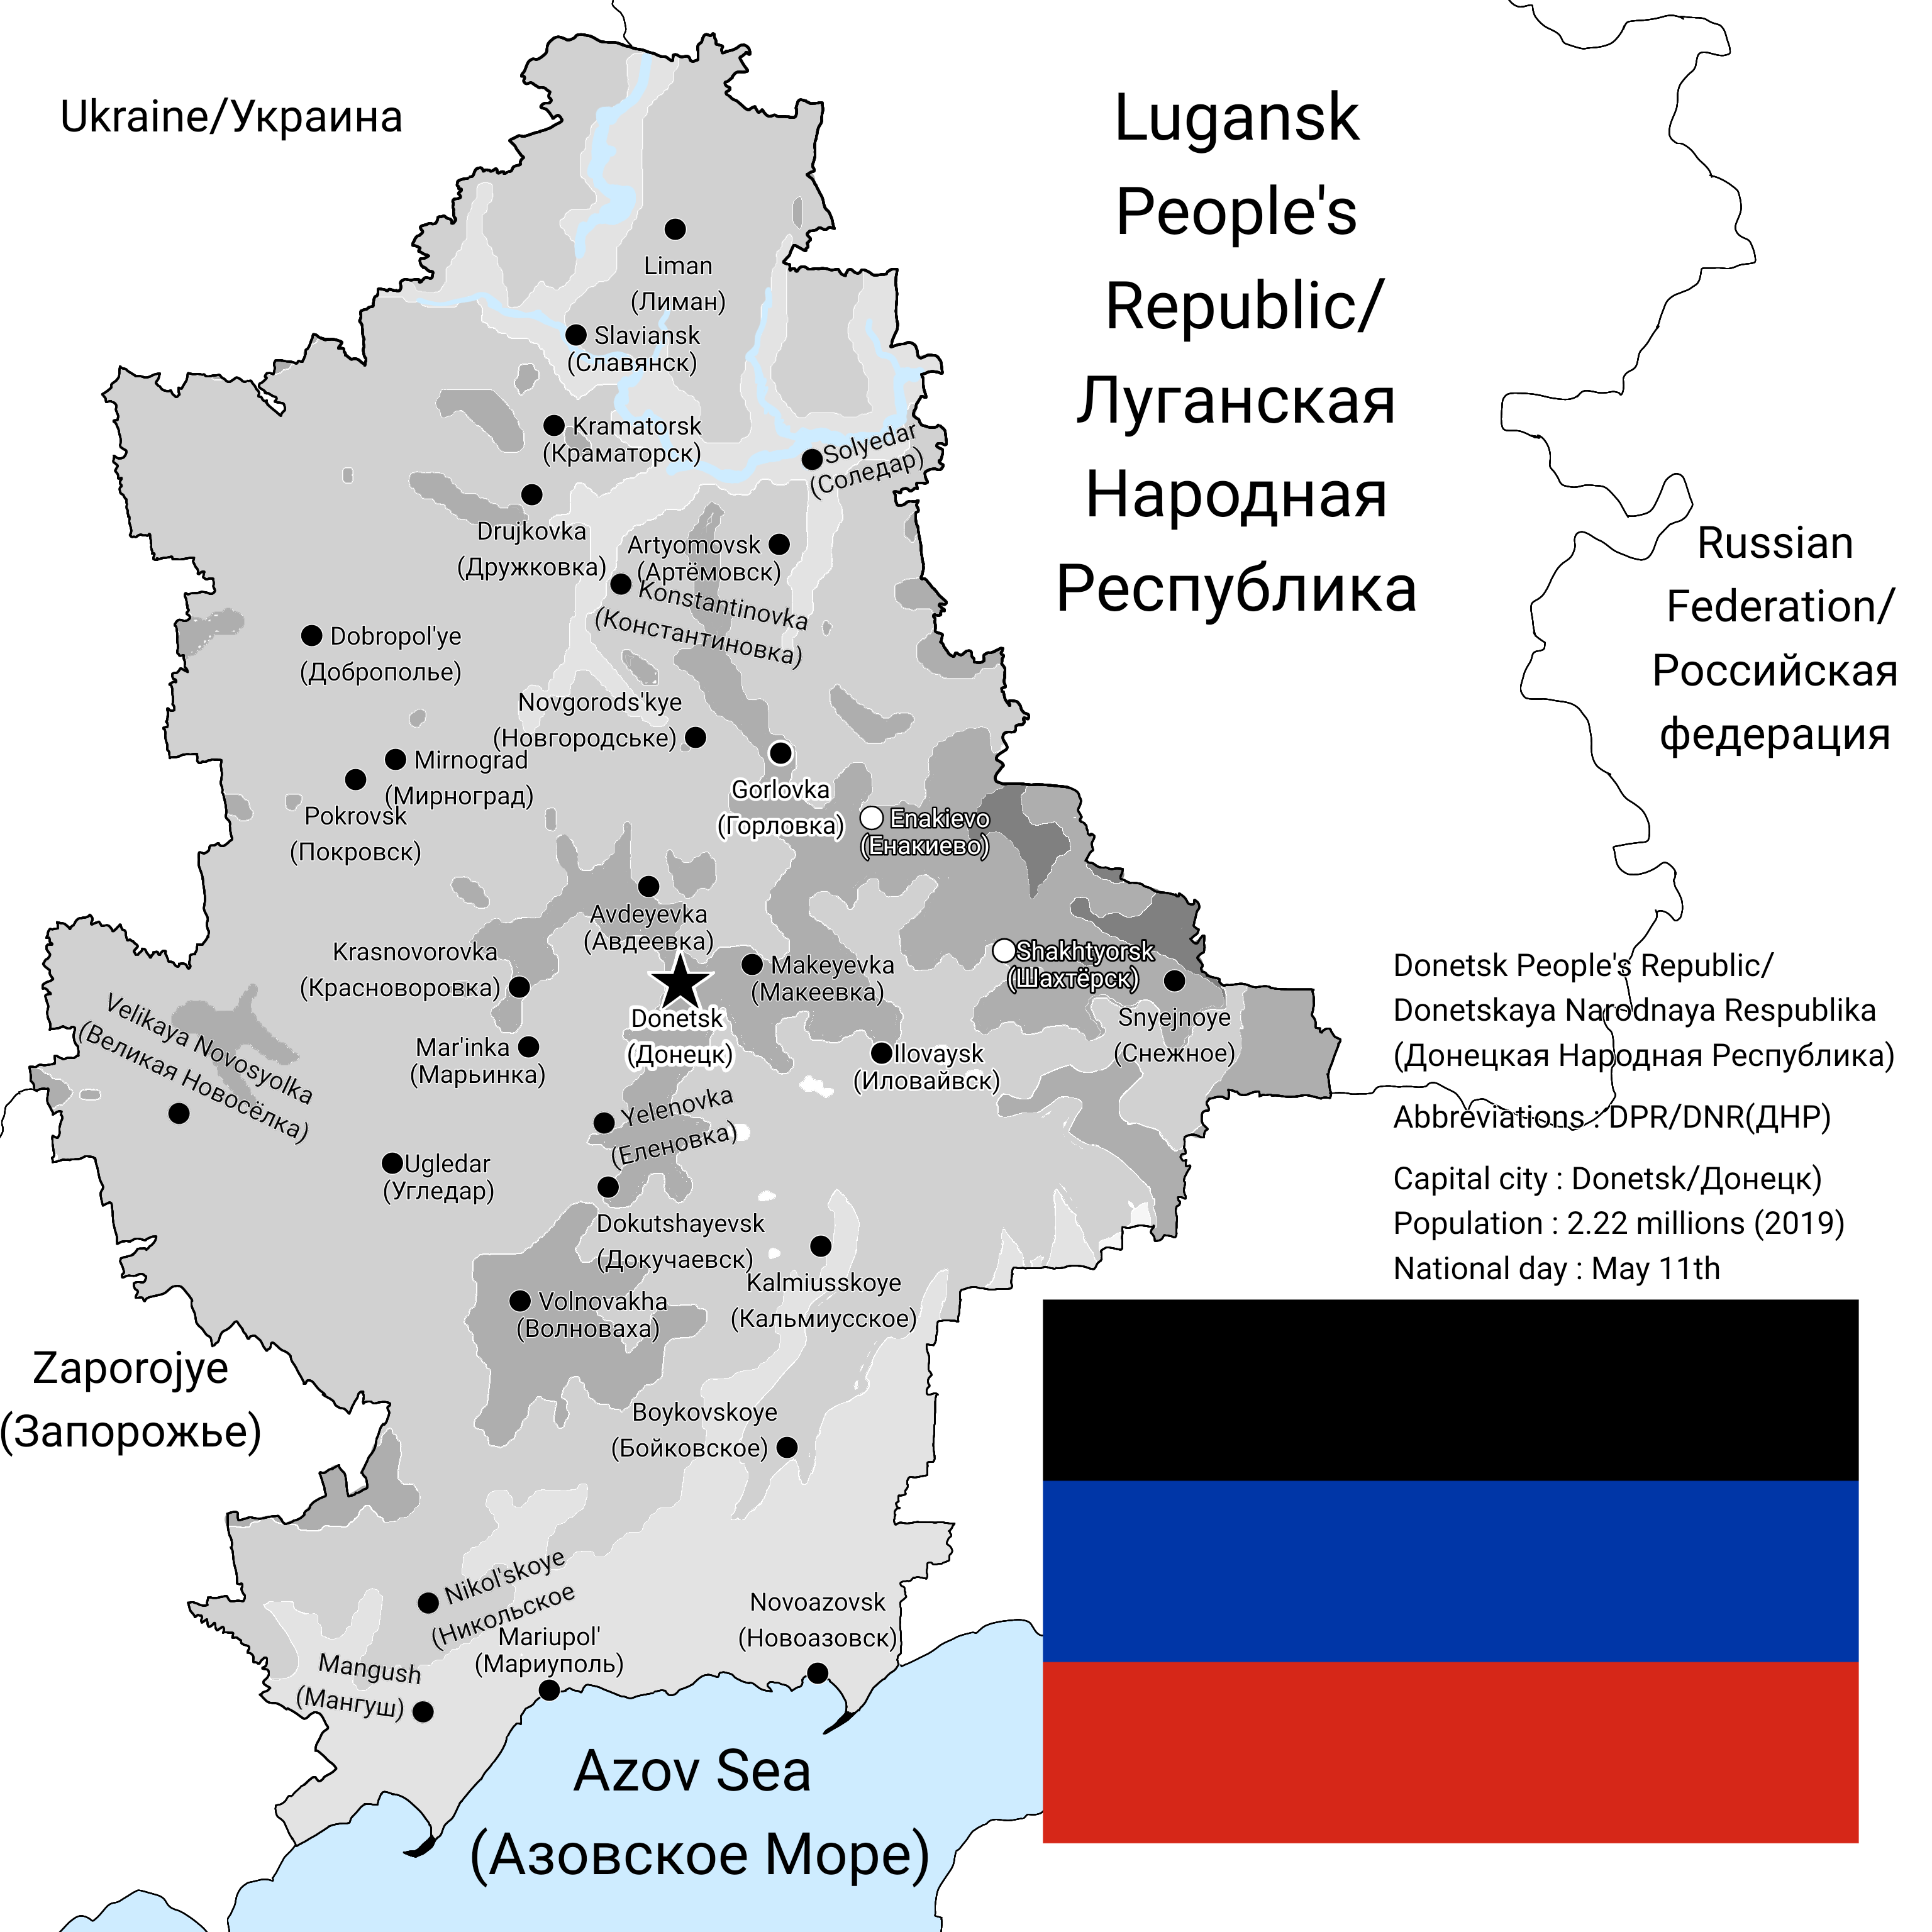 Ukraine/Украина
Lugansk
People's
Republic/
Луганская
Народная
Республика
Russian
Federation/
Российская
федерация
Liman
(Лиман)
Slaviansk
(Славянск)
Kramatorsk
(Краматорск)
Solyedar
(Соледар)
Drujkovka
(Дружковка)
Artyomovsk
(Артёмовск)
Konstantinovka
(Константиновка)
Dobropol'ye
(Доброполье)
Novgorods'kye
(Новгородське)
Mirnograd
(Мирноград)
Pokrovsk
(Покровск)
Gorlovka
(Горловка)
Enakievo
(Енакиево)
Avdeyevka
(Авдеевка)
Krasnovorovka
(Красноворовка)
Makeyevka
(Макеевка)
Shakhtyorsk
(Шахтёрск)
Snyejnoye
(Снежное)
Donetsk
(Донецк)
Velikaya Novosyolka
(Великая Новосёлка)
Mar'inka
(Марьинка)
Ilovaysk
(Иловайвск)
Yelenovka
(Еленовка)
Ugledar
(Угледар)
Dokutshayevsk
(Докучаевск)
Kalmiusskoye
(Кальмиусское)
Volnovakha
(Волноваха)
Boykovskoye
(Бойковское)
Zaporojye
(Запорожье)
Nikol'skoye
(Никольское
Mariupol'
(Мариуполь)
Novoazovsk
(Новоазовск)
Mangush
(Мангуш)
Azov Sea
(Азовское Море)
Donetsk People's Republic/
Donetskaya Narodnaya Respublika
(Донецкая Народная Республика)
Abbreviations : DPR/DNR(ДНР)
Capital city : Donetsk/Донецк)
Population : 2.22 millions (2019)
National day : May 11th